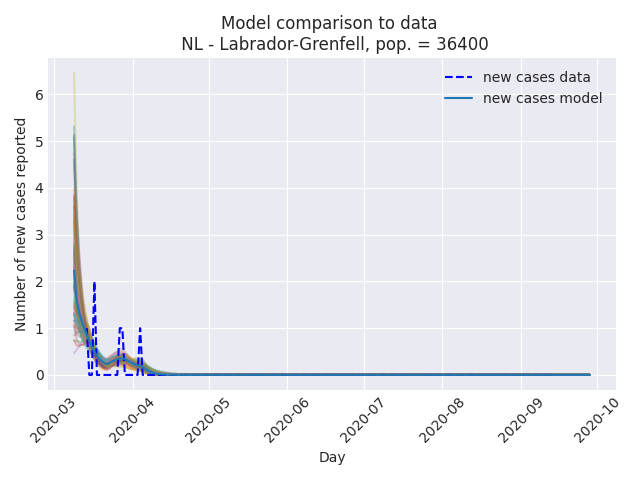 Model comparison to data
NL - Labrador-Grenfell, pop. = 36400
new cases data
new cases model
Number of new cases reported
6
5
4
3
2
1
0
2020-03
2020-04
2020-05
2020-06
2020-07
2020-08
2020-09
2020-10
Day